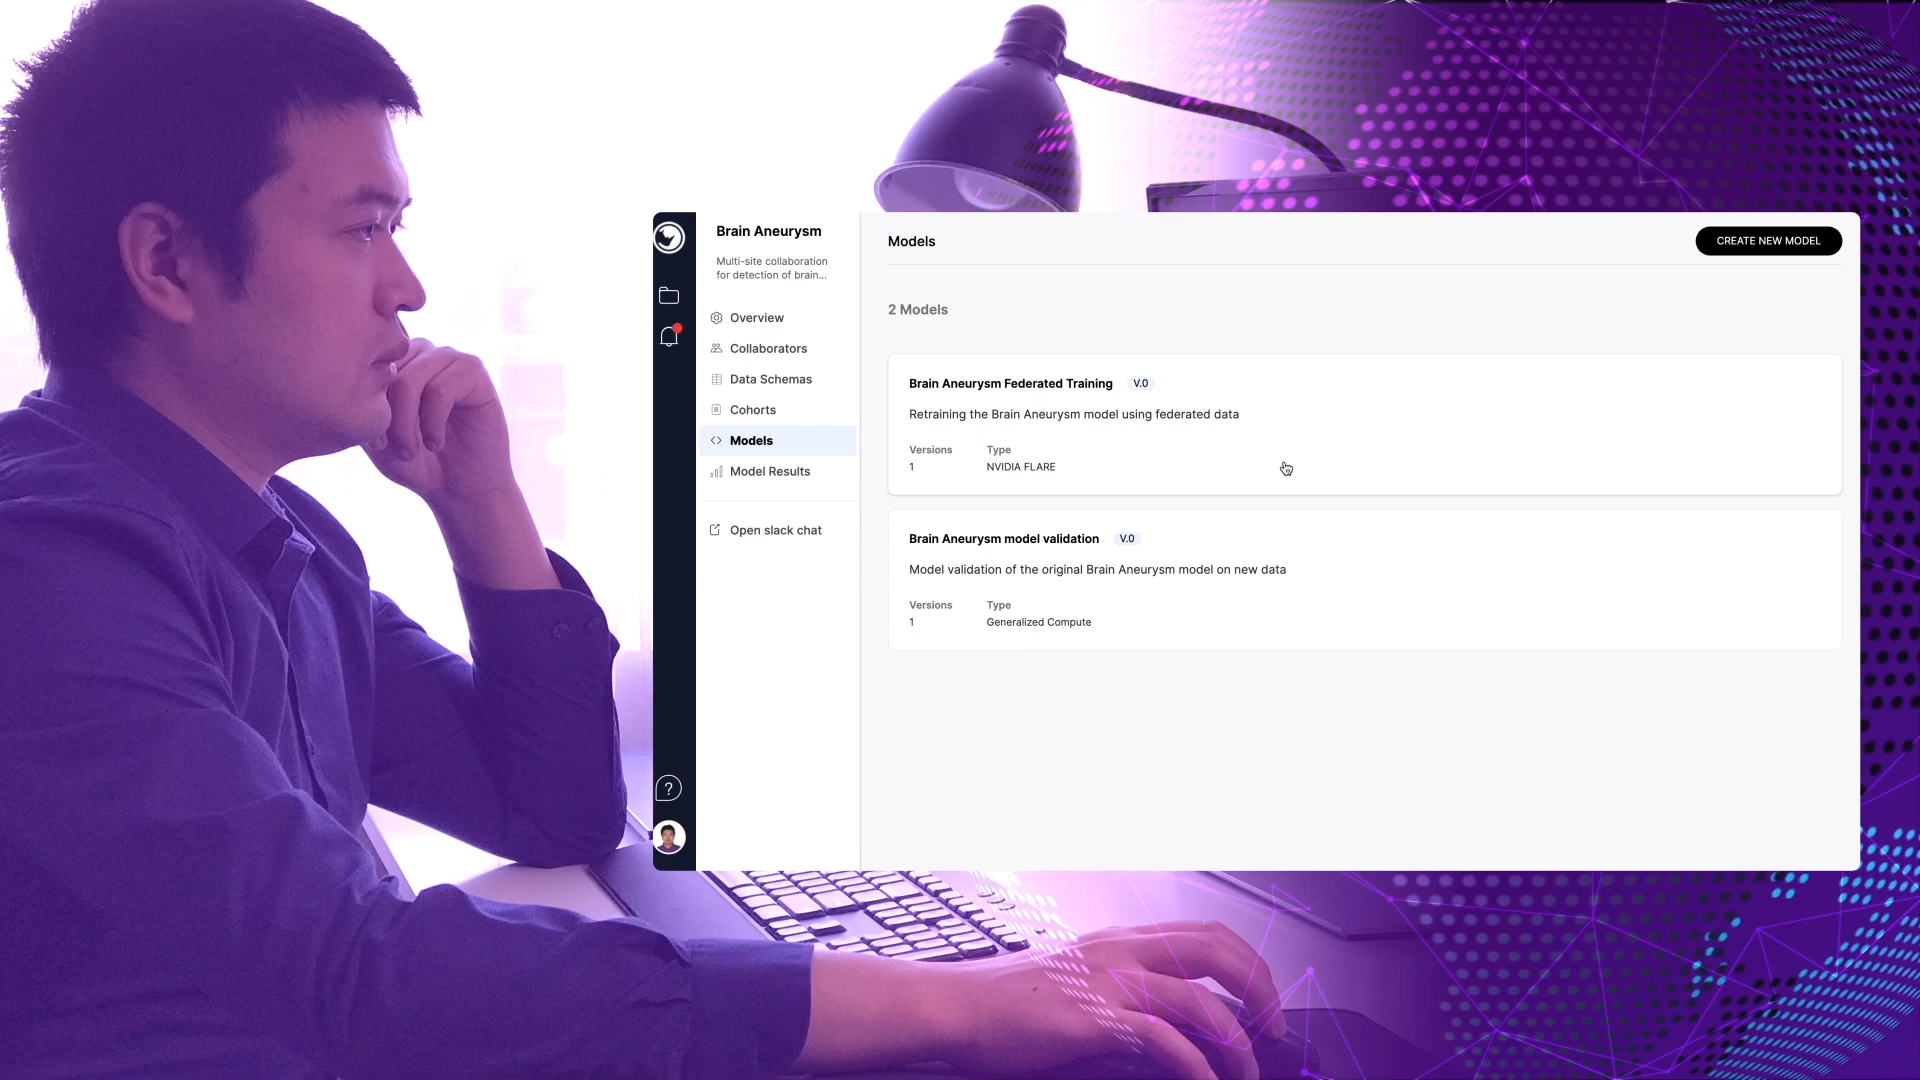 Brain Aneurysm
Multi-site collaboration
for detection of brain...
Overview
Collaborators
Data Schemas
Cohorts
Models
Model Results
Open slack chat
?
Models
CREATE NEW MODEL
2 Models
Brain Aneurysm Federated Training V.0
Retraining the Brain Aneurysm model using federated data
Versions Type
1 NVIDIA FLARE
Brain Aneurysm model validation V.0
Model validation of the original Brain Aneurysm model on new data
Versions Type
1 Generalized Compute